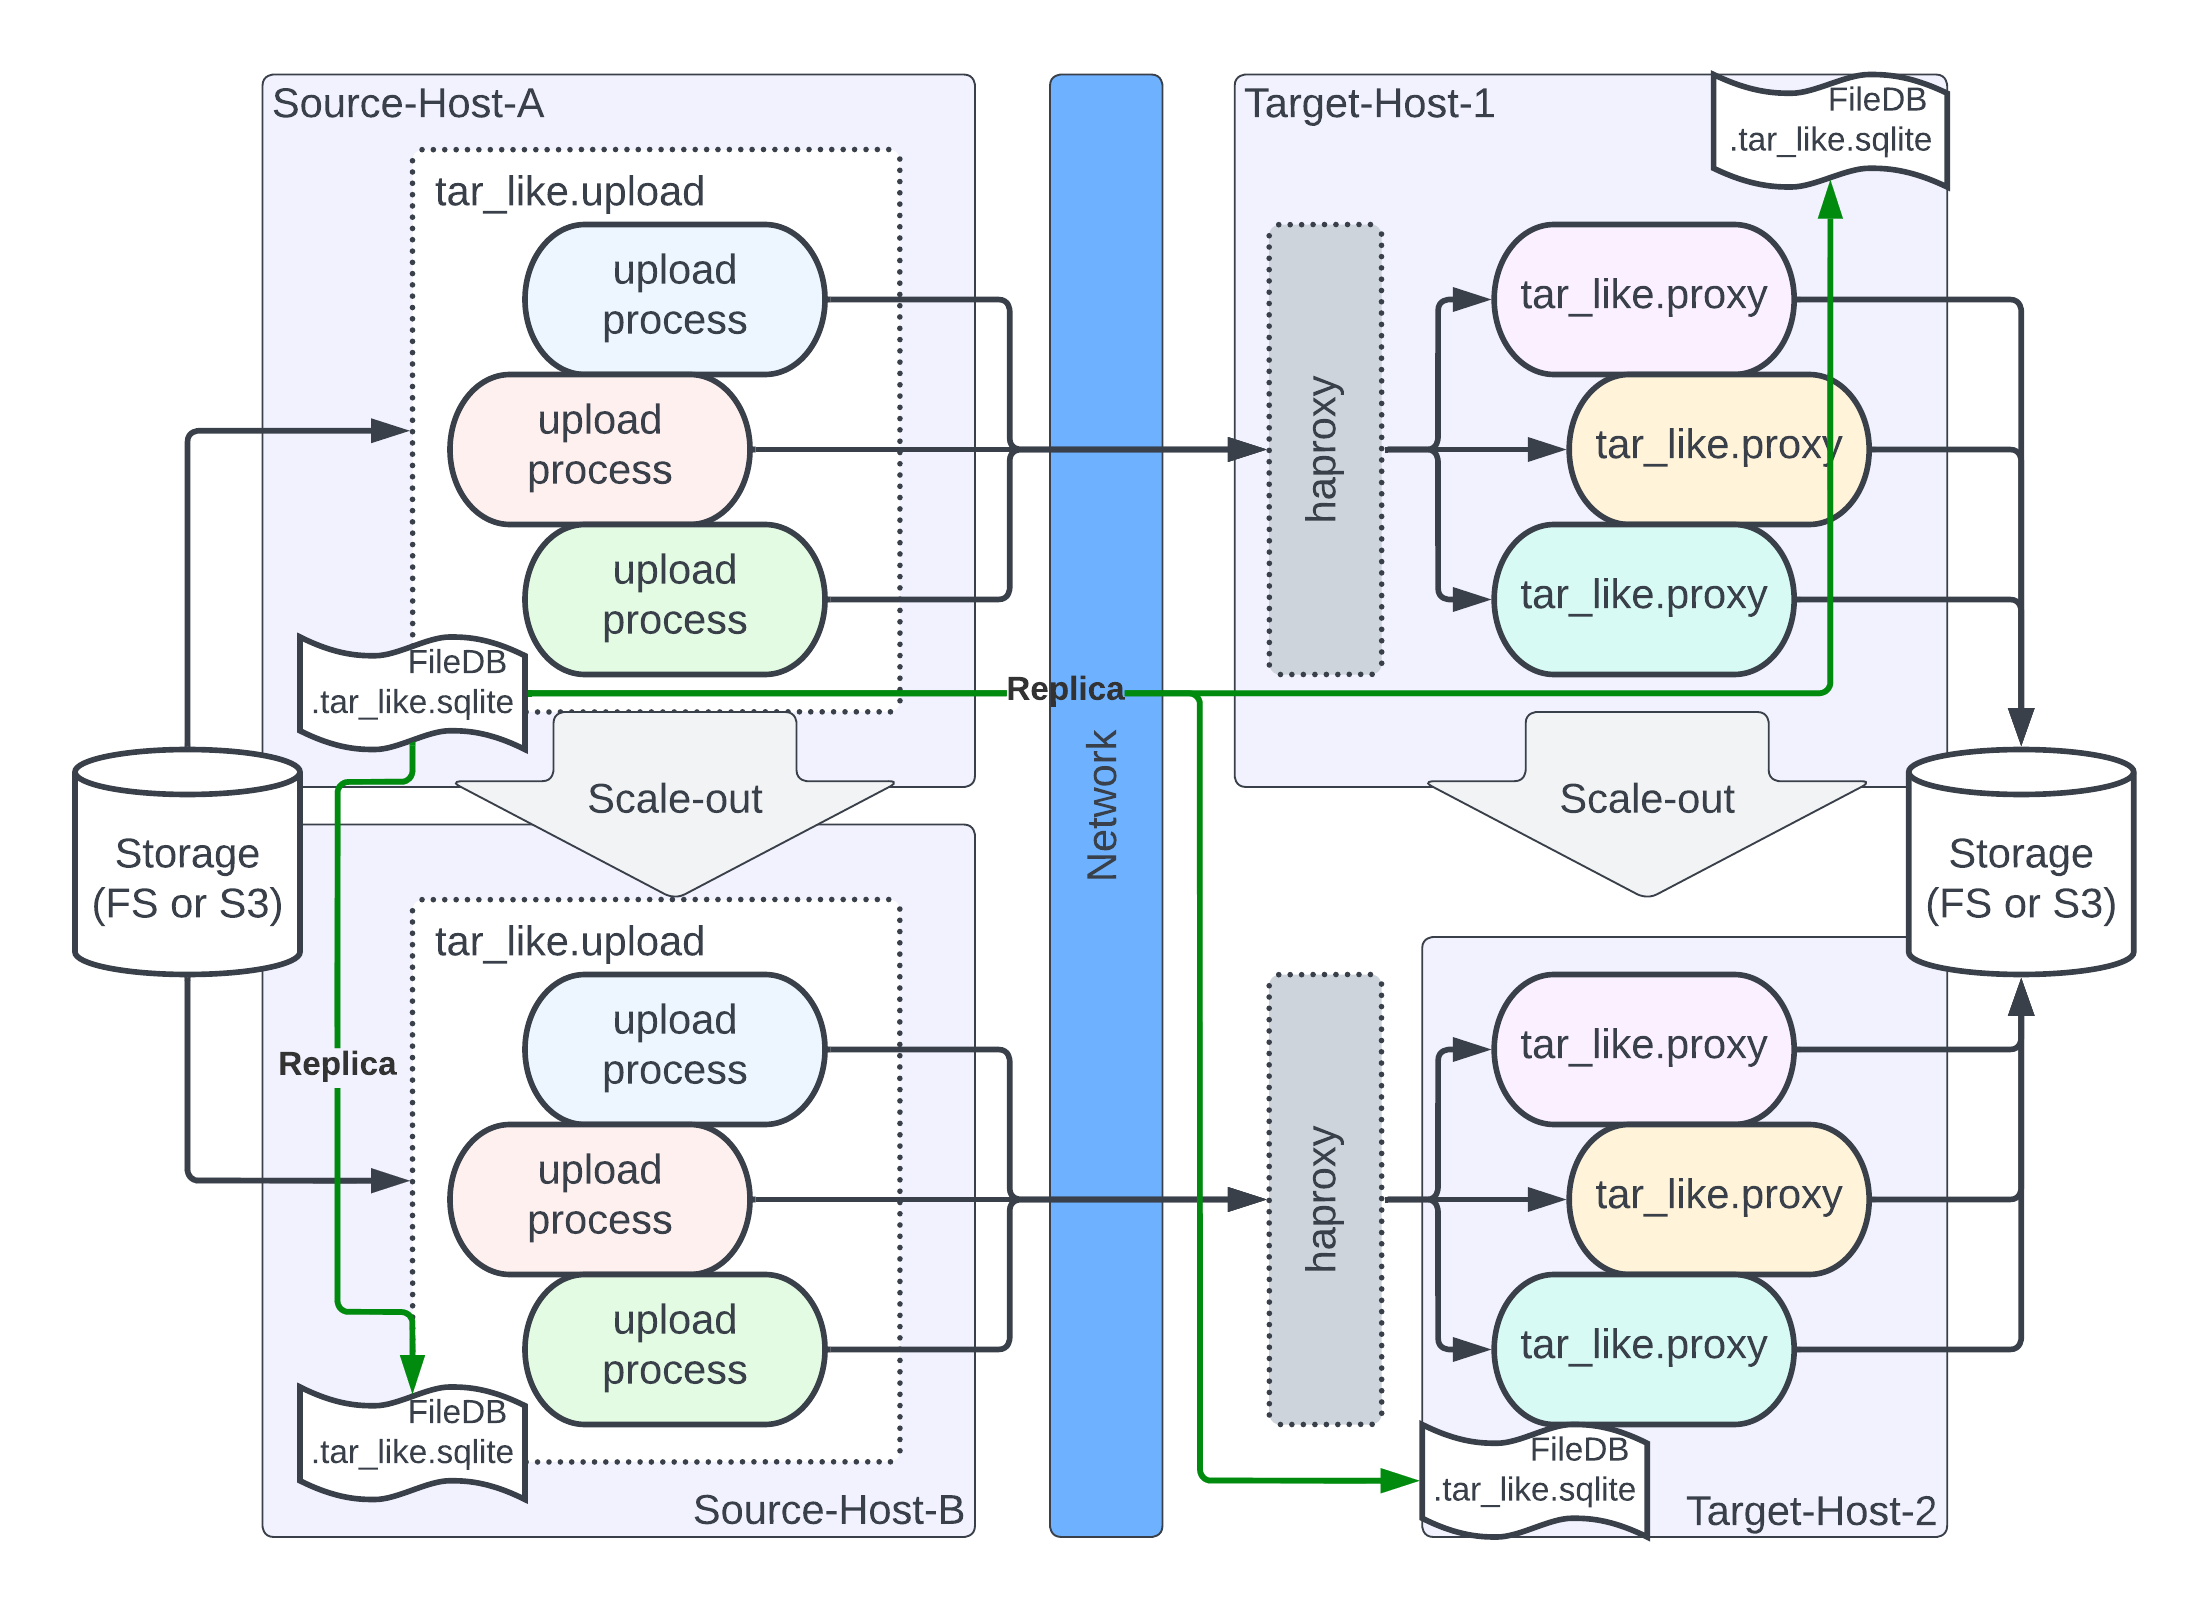 Source-Host-A
tar_like.upload
upload
process
upload
process
upload
process
FileDB
.tar_like.sqlite
Storage
(FS or S3)
Scale-out
Replica
tar_like.upload
upload
process
upload
process
upload
process
FileDB
.tar_like.sqlite
Source-Host-B
Replica
Network
Target-Host-1
FileDB
.tar_like.sqlite
haproxy
tar_like.proxy
tar_like.proxy
tar_like.proxy
Scale-out
Storage
(FS or S3)
haproxy
tar_like.proxy
tar_like.proxy
tar_like.proxy
FileDB
.tar_like.sqlite
Target-Host-2